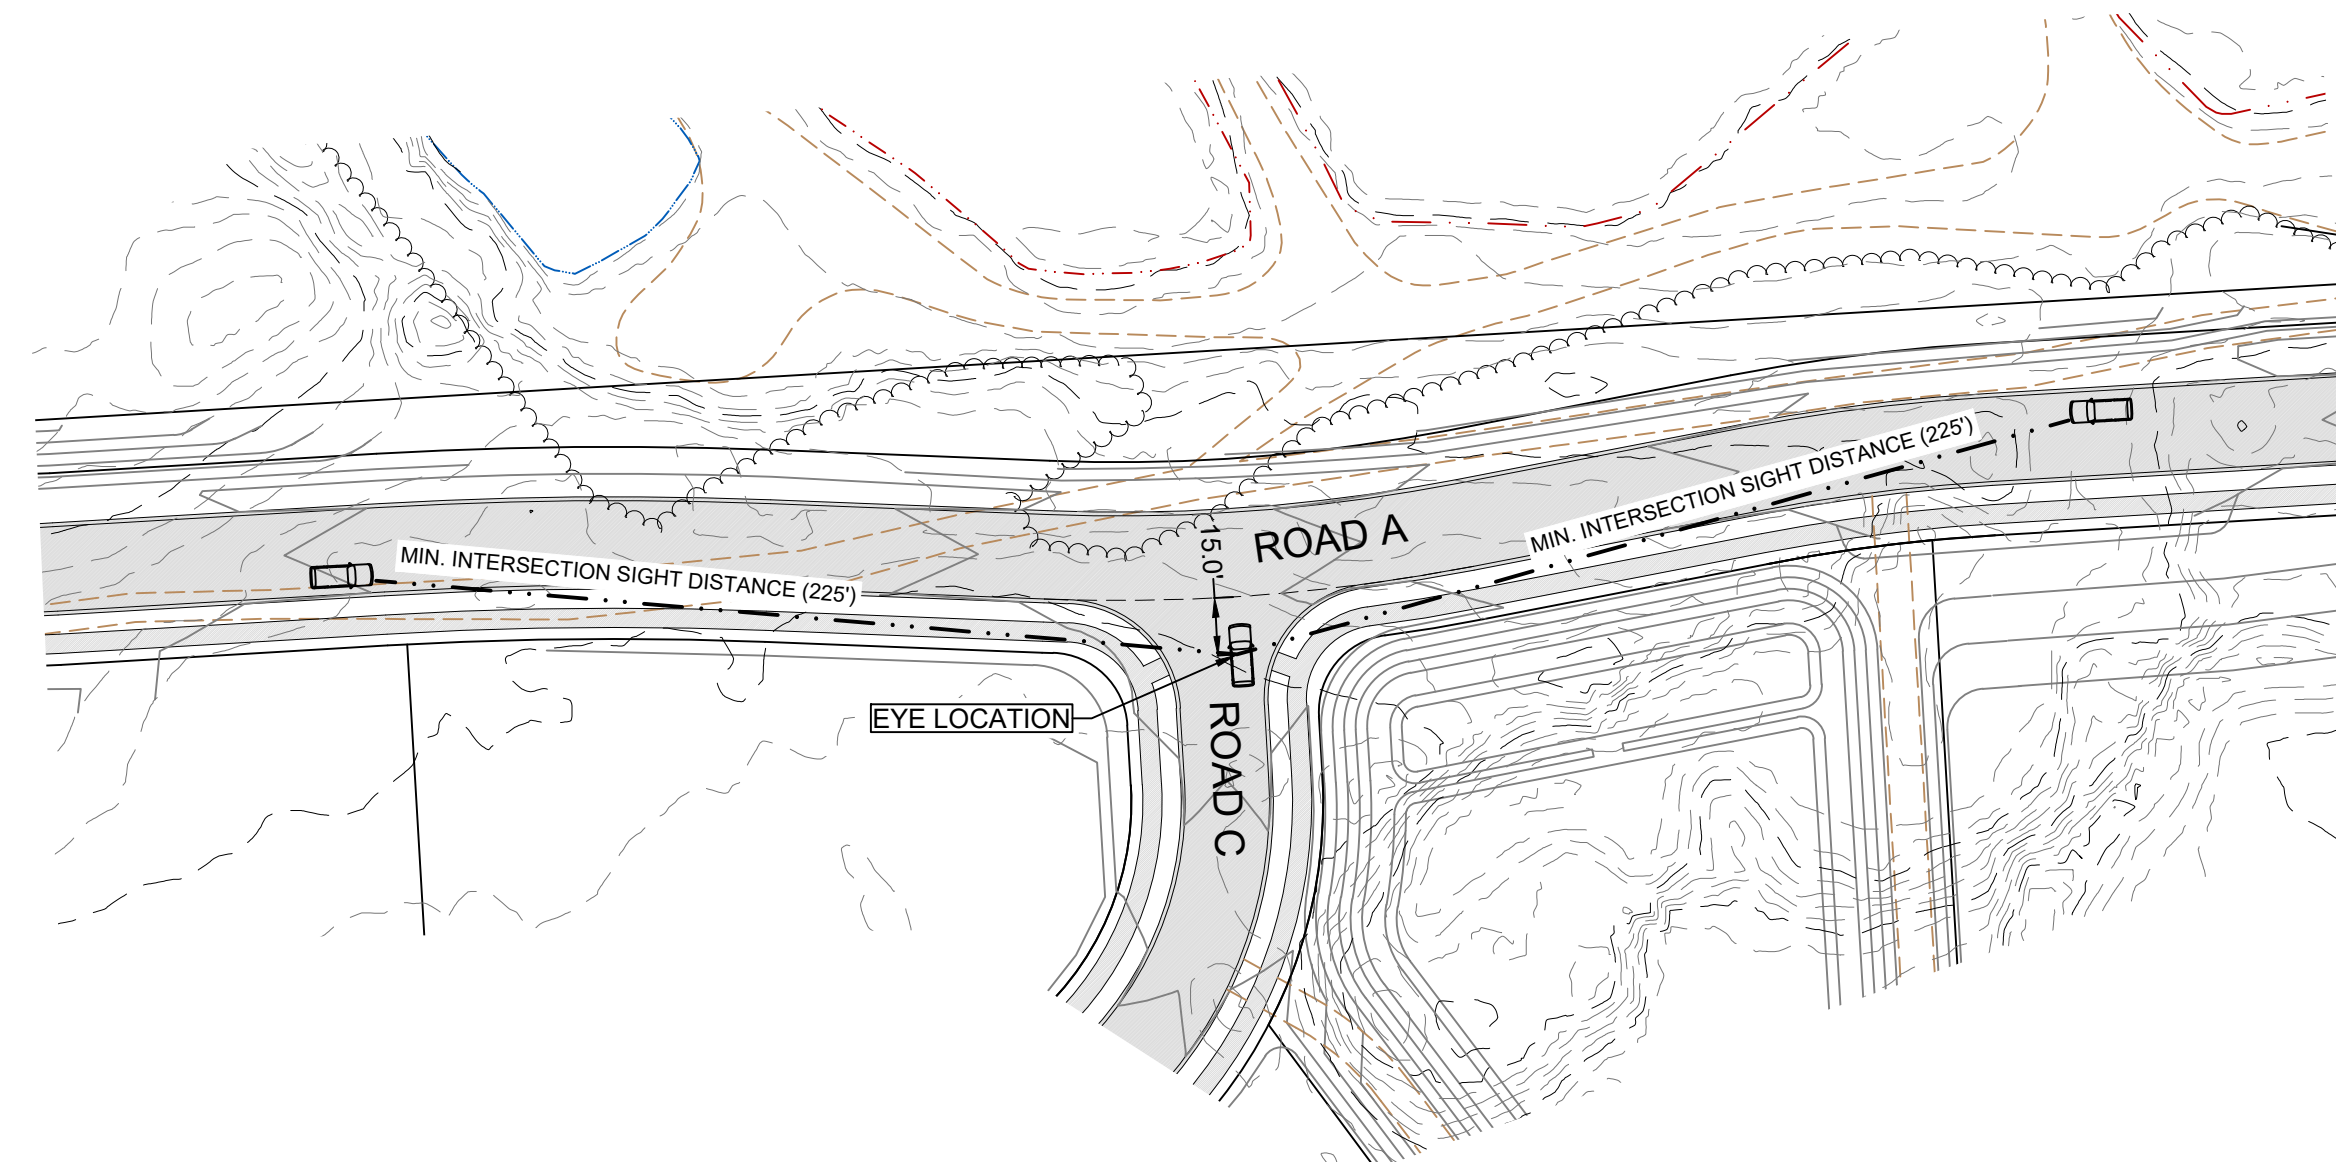 MIN. INTERSECTION SIGHT DISTANCE (225')
MIN. INTERSECTION SIGHT DISTANCE (225')
ROAD A
15.0'
EYE LOCATION
ROAD C